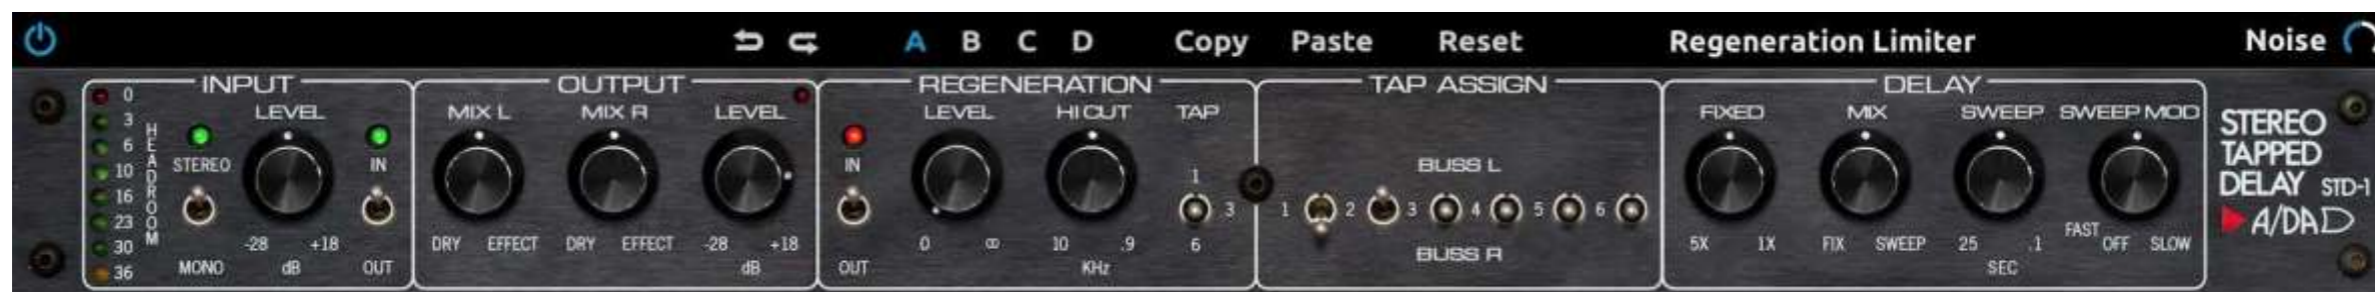 A B C D Copy Paste Reset Regeneration Limiter Noise
INPUT OUTPUT REGENERATION TAP ASSIGN DELAY
0
3
6
10
16
23
30
36
HEADROOM
STEREO
MONO
LEVEL
-28 +18
dB
IN
OUT
MIX L MIX R LEVEL
DRY EFFECT DRY EFFECT -28 +18
dB
IN
OUT
LEVEL HI CUT TAP
0 ∞ 10 .9
KHz
1
3
6
BUSS L
1 2 3 4 5 6
BUSS R
FIXED MIX SWEEP SWEEP MOD
5X 1X FIX SWEEP 25 .1 FAST OFF SLOW
SEC
STEREO
TAPPED
DELAY STD-1
A/DA